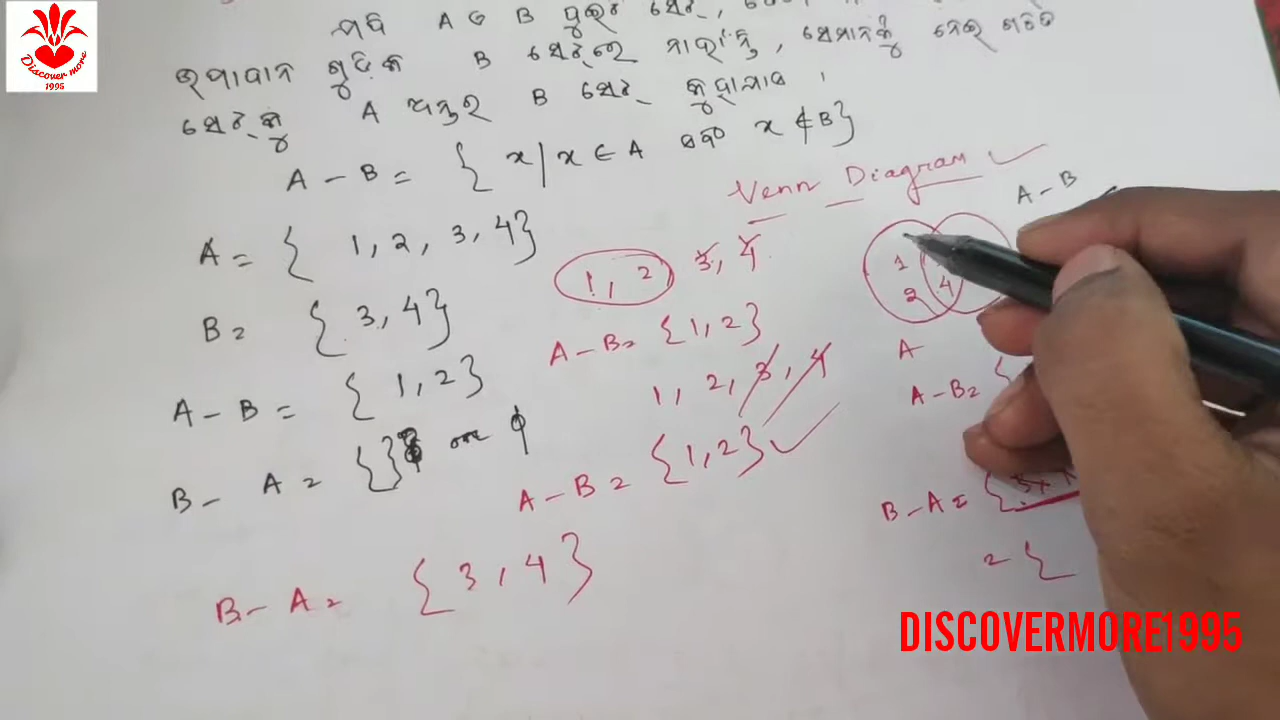 Discover more
1995
ଯଦି A ଓ B ଦୁଇଟି ସେଟ୍,
ଉପାଦାନ ଗୁଡ଼ିକ B ସେଟ୍‌ରେ ନାହାଁନ୍ତି, ସେମାନଙ୍କୁ ନେଇ ଗଠିତ
ସେଟ୍‌କୁ A ଅନ୍ତର B ସେଟ୍ କୁହାଯାଏ ।
A - B = { x | x ∈ A ଏବଂ x ∉ B}
Venn Diagram
A - B
A = { 1, 2, 3, 4}
1, 2 3, 4
1
2 4
B = { 3, 4}
A - B = {1, 2}
A
A - B = { 1, 2}
1, 2, 3, 4
A - B = {
B - A = { } or ϕ
A - B = {1, 2}
B - A = {
B - A = { 3, 4 }
= {
DISCOVERMORE1995